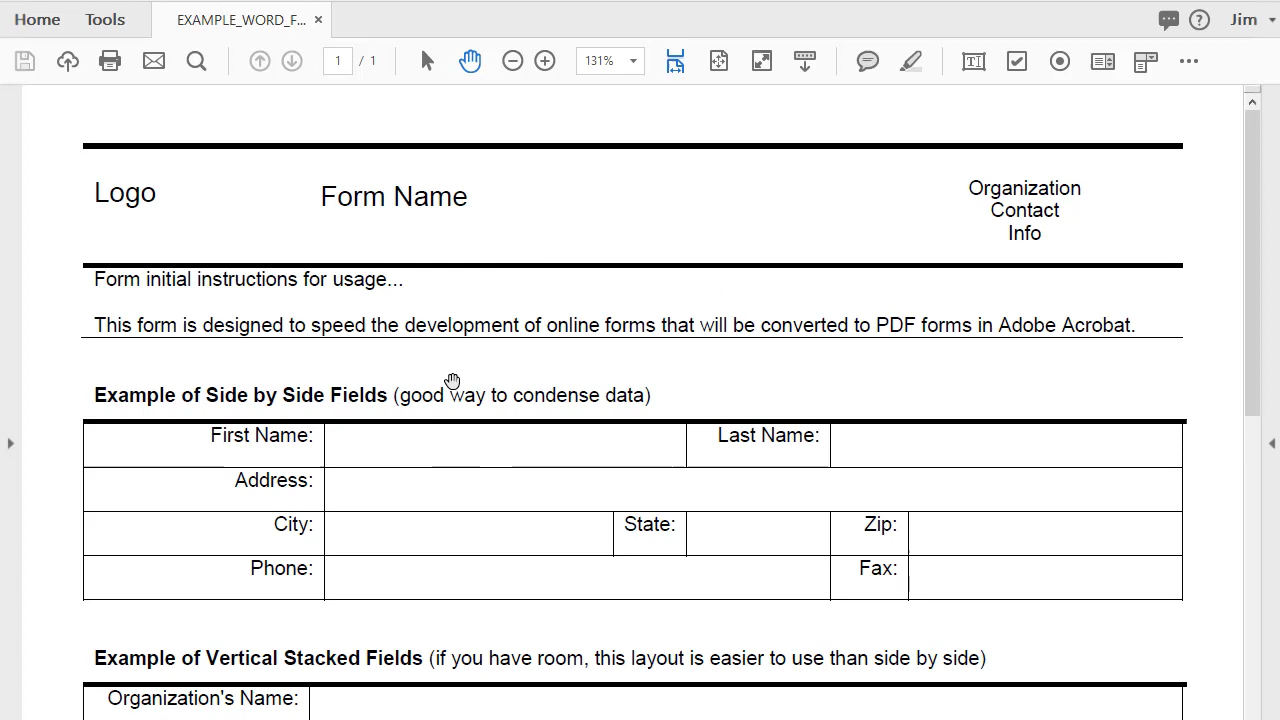 Home Tools EXAMPLE_WORD_F... × Jim
1 / 1 131%
Logo Form Name
Organization
Contact
Info
Form initial instructions for usage...
This form is designed to speed the development of online forms that will be converted to PDF forms in Adobe Acrobat.
Example of Side by Side Fields (good way to condense data)
First Name: Last Name:
Address:
City: State: Zip:
Phone: Fax:
Example of Vertical Stacked Fields (if you have room, this layout is easier to use than side by side)
Organization's Name: